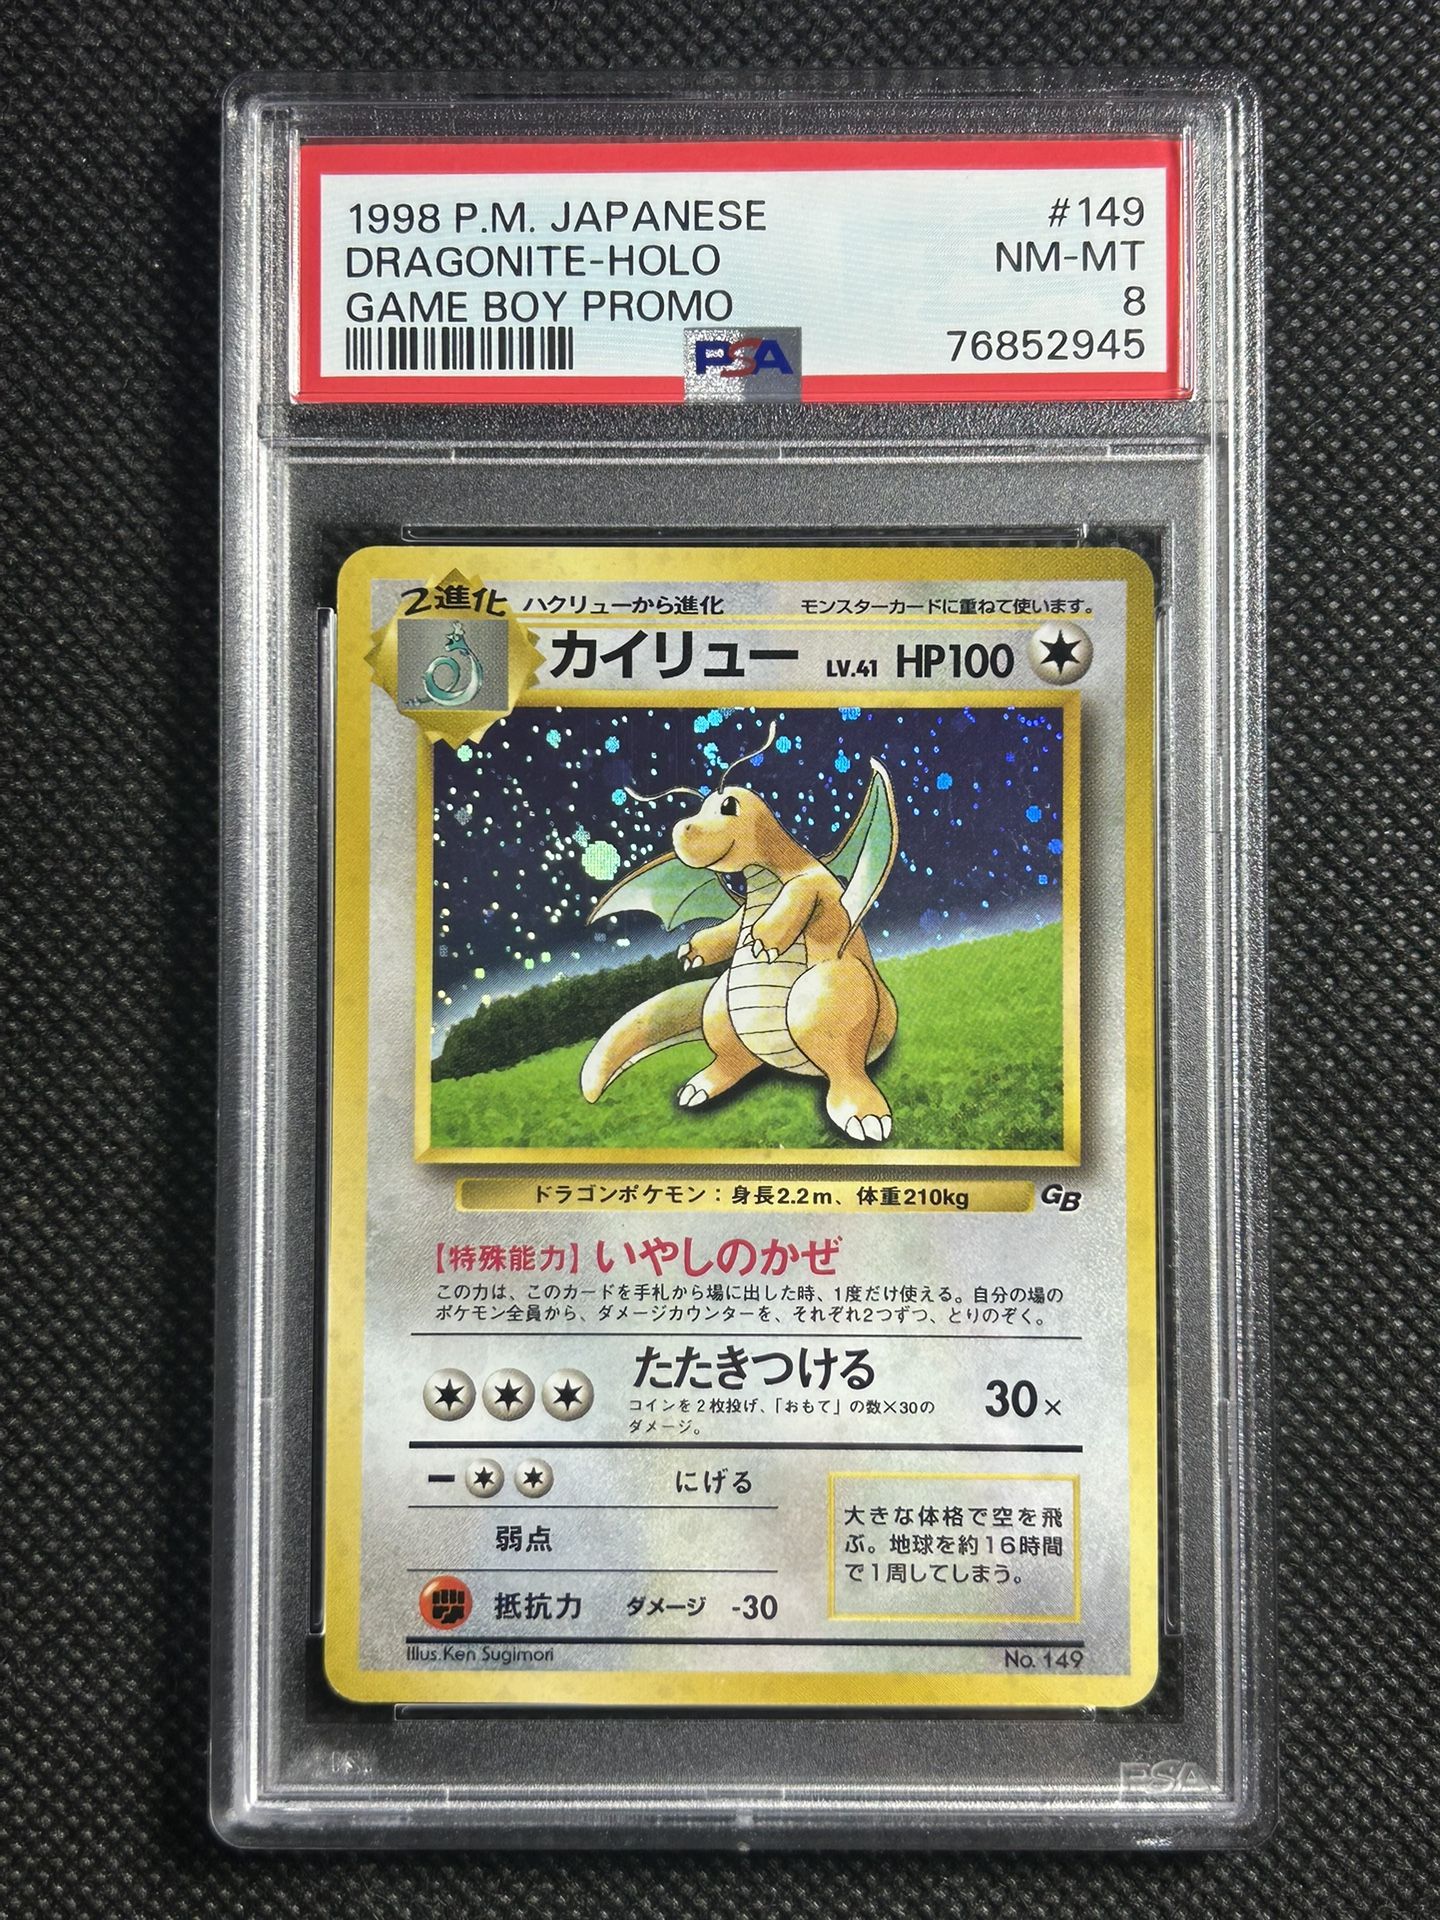 1998 P.M. JAPANESE #149
DRAGONITE-HOLO NM-MT
GAME BOY PROMO 8
PSA 76852945
2進化 ハクリューから進化 モンスターカードに重ねて使います。
カイリュー LV.41 HP100
ドラゴンポケモン：身長2.2m、体重210kg GB
【特殊能力】いやしのかぜ
この力は、このカードを手札から場に出した時、1度だけ使える。自分の場の
ポケモン全員から、ダメージカウンターを、それぞれ2つずつ、とりのぞく。
たたきつける 30×
コインを2枚投げ、「おもて」の数×30の
ダメージ。
にげる
弱点
抵抗力 ダメージ -30
大きな体格で空を飛
ぶ。地球を約16時間
で1周してしまう。
Illus. Ken Sugimori No. 149
PSA